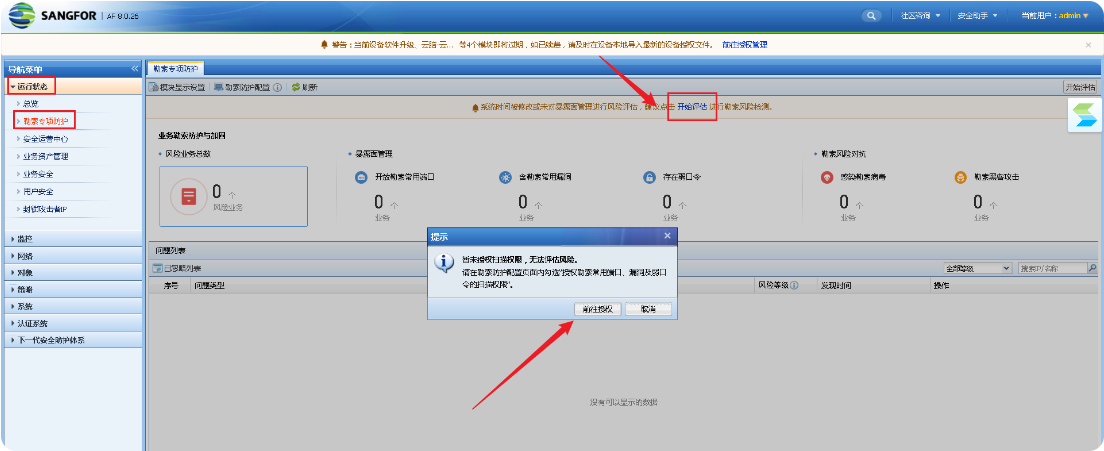 SANGFOR | AF 8.0.26
社区咨询
安全助手
当前用户：admin
警告：当前设备软件升级、云脑-云... 等4个模块即将过期，如已续差，请及时在设备本地导入最新的设备授权文件。 前往授权管理
导航菜单
勒索专项防护
运行状态
模块显示设置 勒索防护配置 刷新
开始评估
总览
系统时间被修改或未对暴露面管理进行风险评估，建议点击 开始评估 进行勒索风险检测。
勒索专项防护
安全运营中心
业务勒索防护与加固
业务资产管理
风险业务总数
暴露面管理
勒索风险对抗
业务安全
开放勒索常用端口
含勒索常用漏洞
存在弱口令
感染勒索病毒
勒索黑客攻击
用户安全
0 个
0 个
0 个
0 个
0 个
0 个
封锁攻击者IP
风险业务
业务
业务
业务
业务
业务
监控
提示
网络
暂未授权扫描权限，无法评估风险。
请在勒索防护配置页面内勾选“授权勒索常用端口、漏洞及弱口
令的扫描权限”。
问题列表
对象
已忽略列表
全部等级
搜索IP/名称
策略
序号
问题类型
风险等级
发现时间
操作
系统
前往授权
取消
认证系统
下一代安全防护体系
没有可以显示的数据